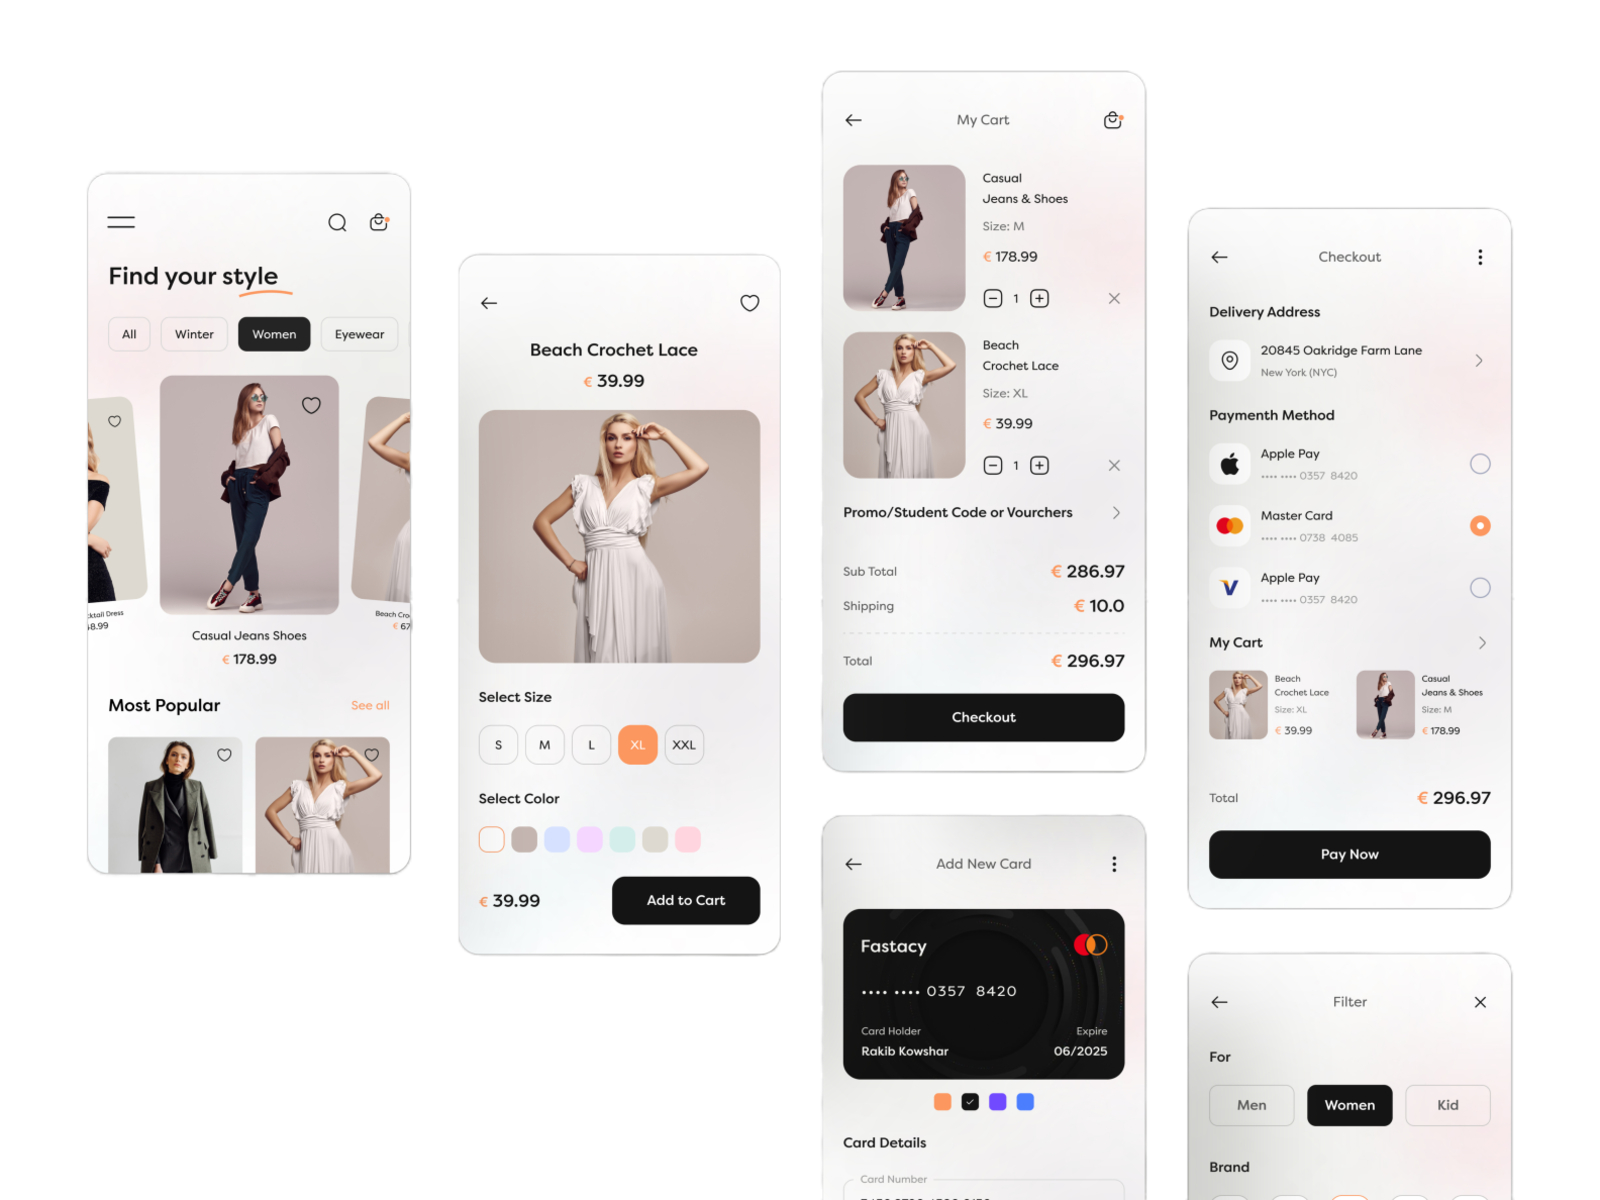 Find your style
All
Winter
Women
Eyewear
cktail Dress
8.99
Casual Jeans Shoes
€ 178.99
Beach Cro
€ 67
Most Popular
See all
Beach Crochet Lace
€ 39.99
Select Size
S
M
L
XL
XXL
Select Color
€ 39.99
Add to Cart
My Cart
Casual
Jeans & Shoes
Size: M
€ 178.99
1
Beach
Crochet Lace
Size: XL
€ 39.99
1
Promo/Student Code or Vourchers
Sub Total
€ 286.97
Shipping
€ 10.0
Total
€ 296.97
Checkout
Add New Card
Fastacy
•••• •••• 0357 8420
Card Holder
Expire
Rakib Kowshar
06/2025
Card Details
Card Number
Checkout
Delivery Address
20845 Oakridge Farm Lane
New York (NYC)
Paymenth Method
Apple Pay
•••• •••• 0357 8420
Master Card
•••• •••• 0738 4085
Apple Pay
•••• •••• 0357 8420
My Cart
Beach
Crochet Lace
Size: XL
€ 39.99
Casual
Jeans & Shoes
Size: M
€ 178.99
Total
€ 296.97
Pay Now
Filter
For
Men
Women
Kid
Brand